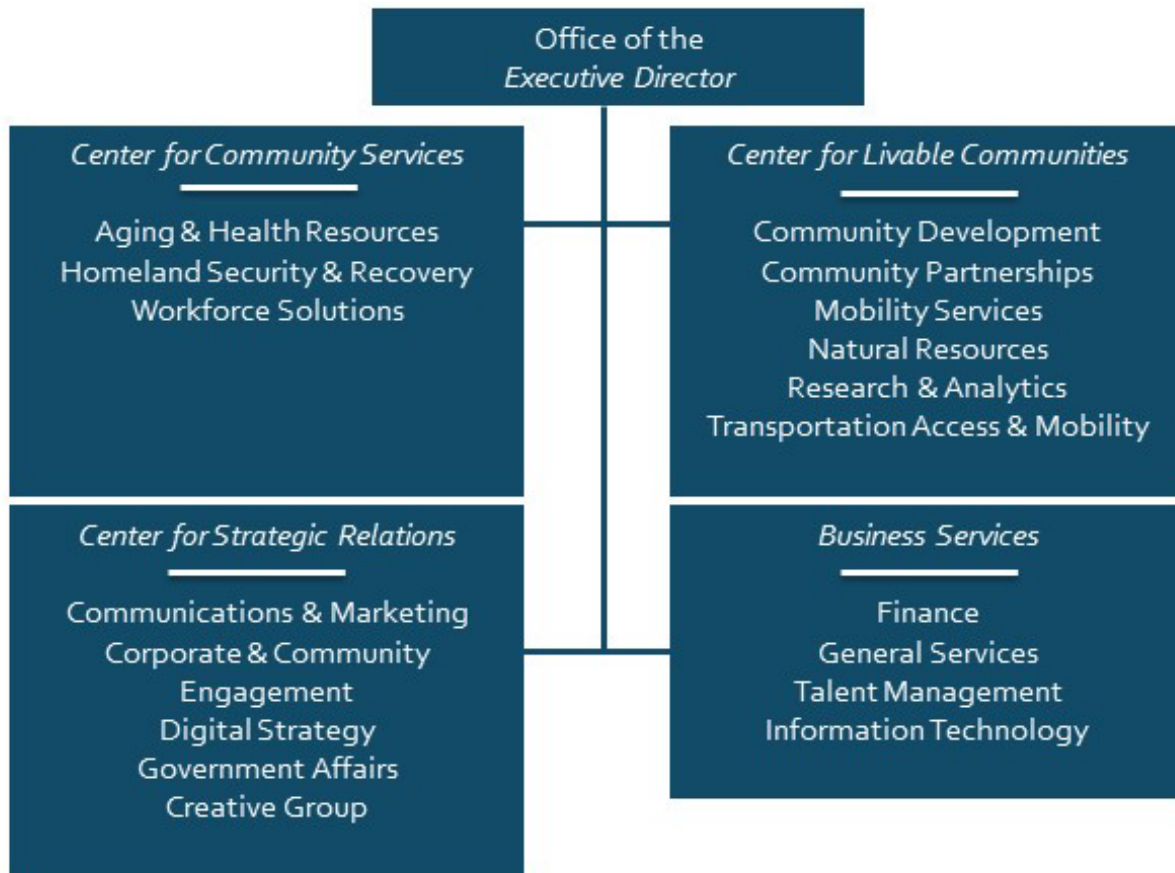 Office of the
Executive Director
Center for Community Services
Aging & Health Resources
Homeland Security & Recovery
Workforce Solutions
Center for Livable Communities
Community Development
Community Partnerships
Mobility Services
Natural Resources
Research & Analytics
Transportation Access & Mobility
Center for Strategic Relations
Communications & Marketing
Corporate & Community
Engagement
Digital Strategy
Government Affairs
Creative Group
Business Services
Finance
General Services
Talent Management
Information Technology